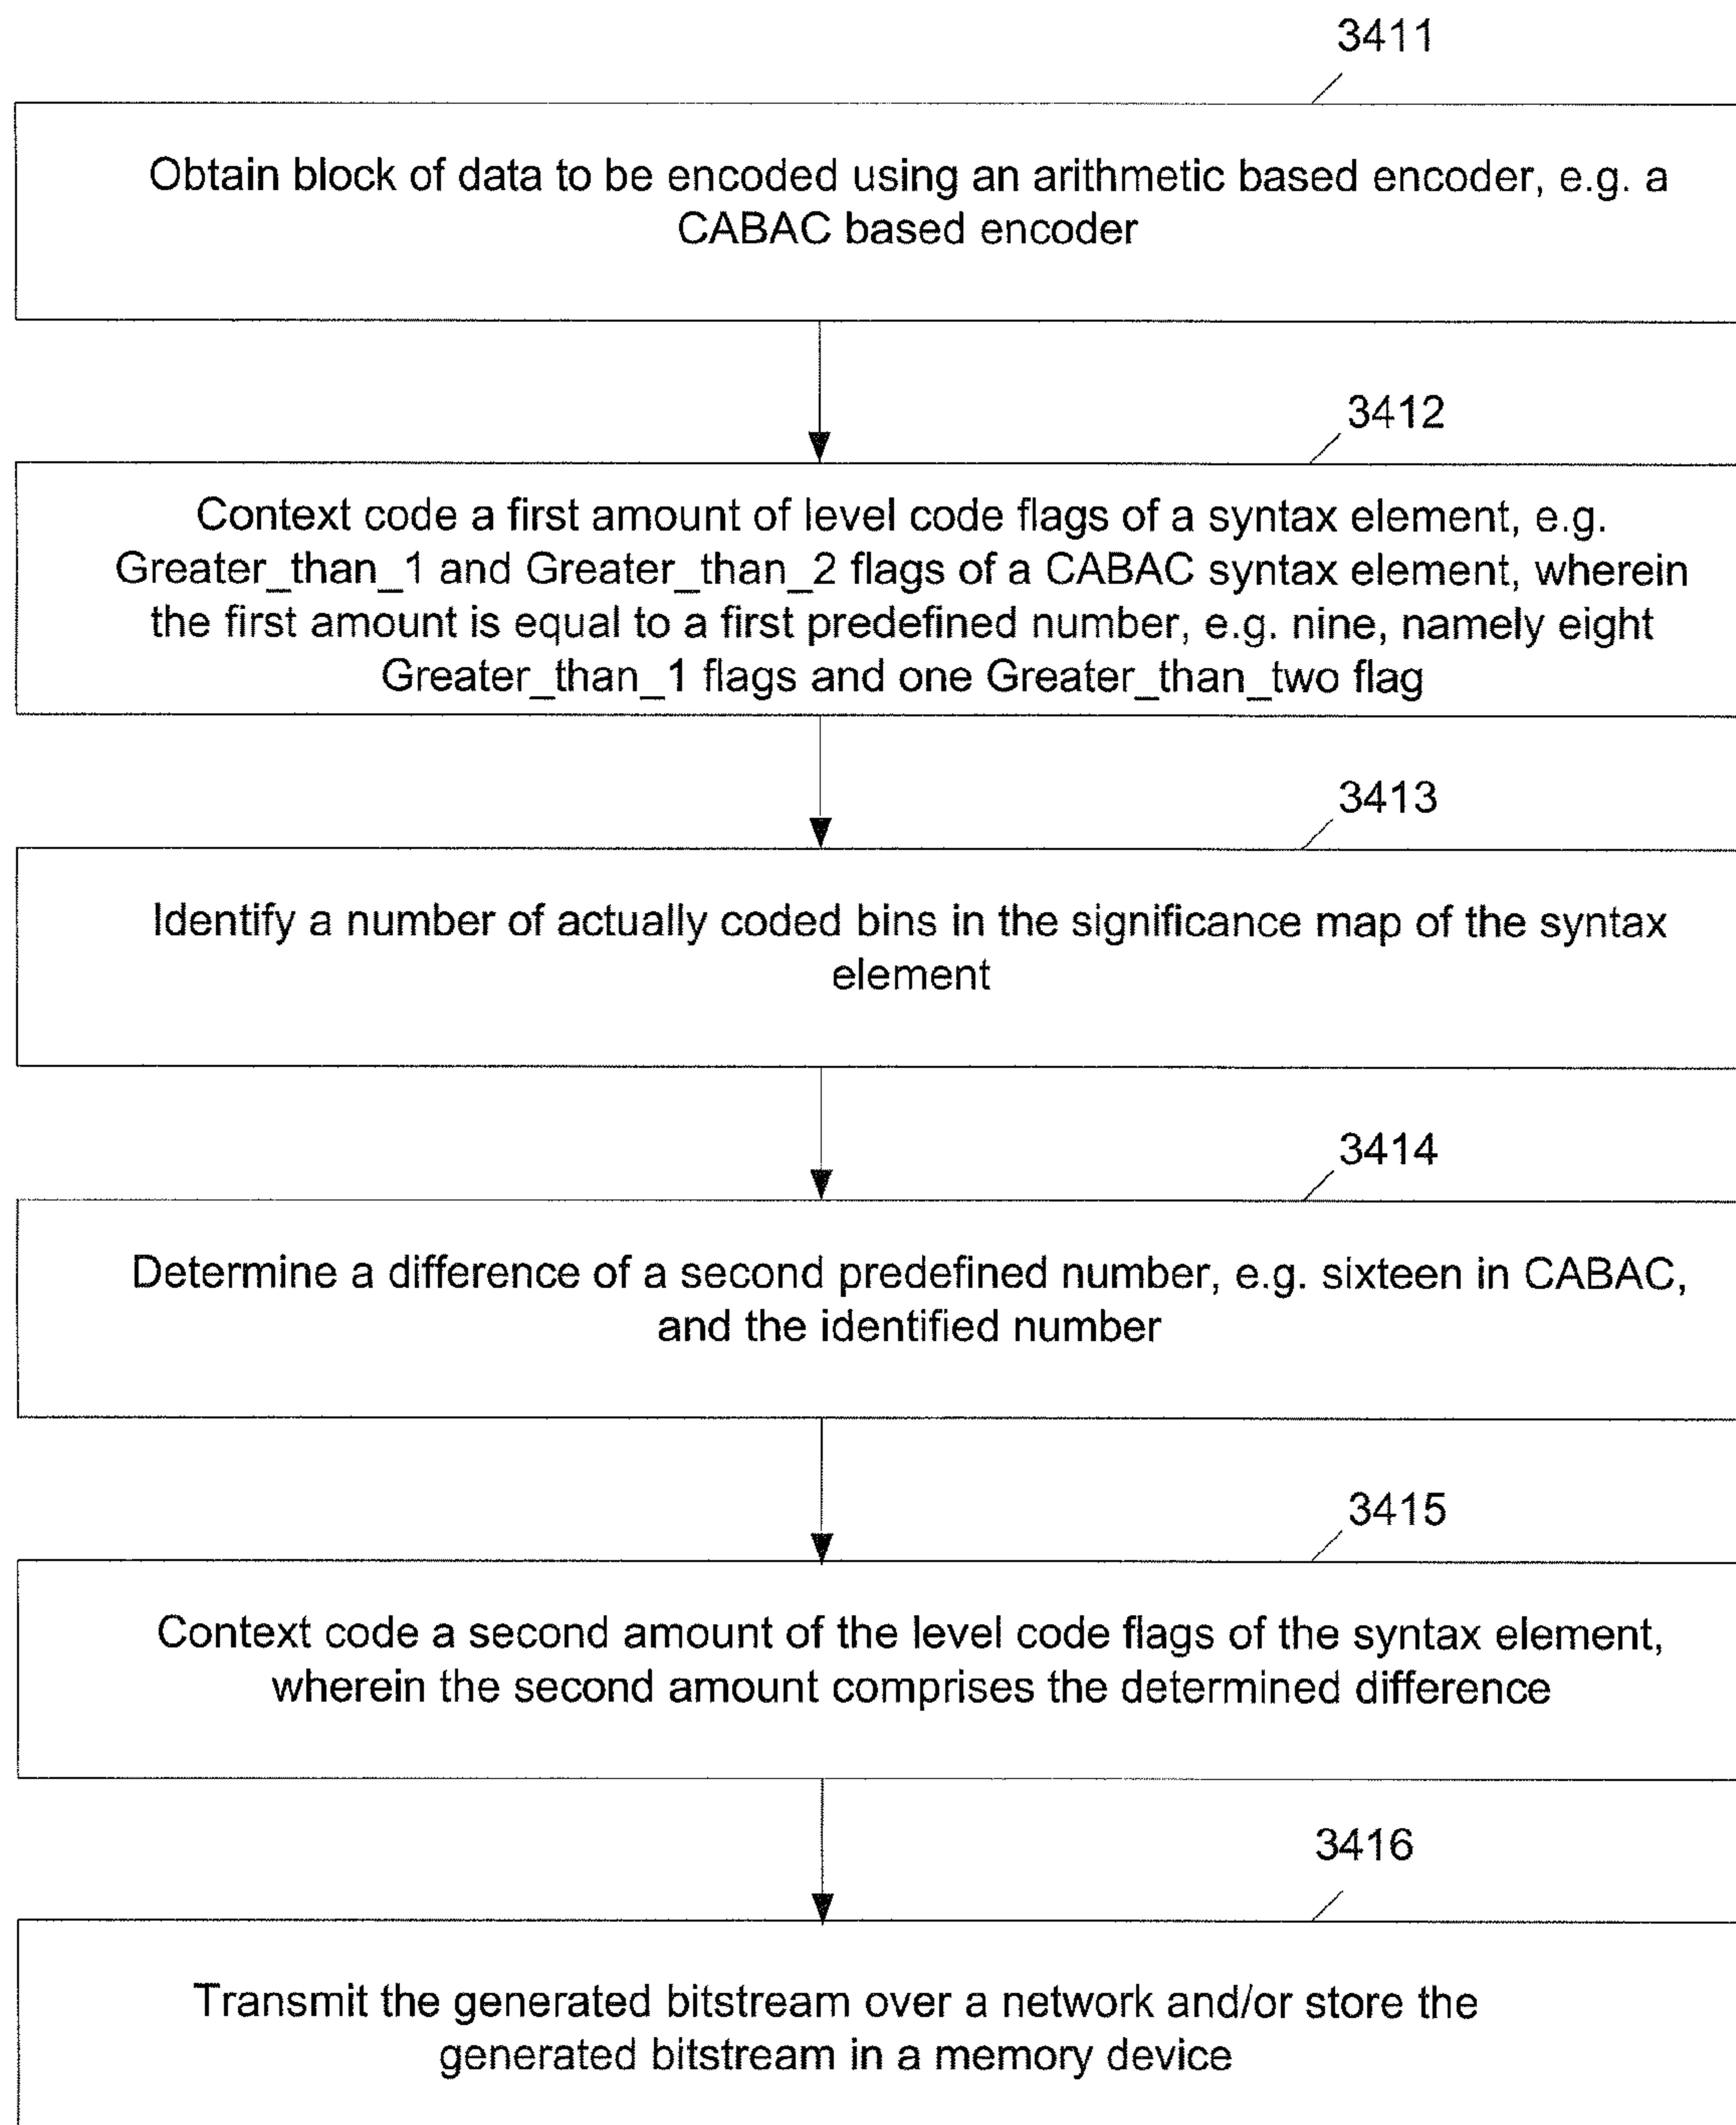 3411
Obtain block of data to be encoded using an arithmetic based encoder, e.g. a
CABAC based encoder
3412
Context code a first amount of level code flags of a syntax element, e.g.
Greater_than_1 and Greater_than_2 flags of a CABAC syntax element, wherein
the first amount is equal to a first predefined number, e.g. nine, namely eight
Greater_than_1 flags and one Greater_than_two flag
3413
Identify a number of actually coded bins in the significance map of the syntax
element
3414
Determine a difference of a second predefined number, e.g. sixteen in CABAC,
and the identified number
3415
Context code a second amount of the level code flags of the syntax element,
wherein the second amount comprises the determined difference
3416
Transmit the generated bitstream over a network and/or store the
generated bitstream in a memory device